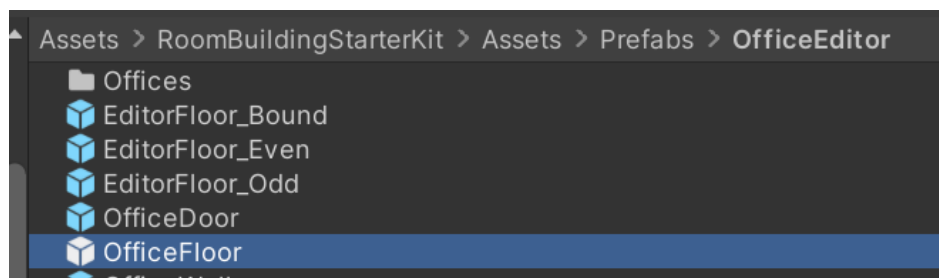 Assets > RoomBuildingStarterKit > Assets > Prefabs > OfficeEditor
Offices
EditorFloor_Bound
EditorFloor_Even
EditorFloor_Odd
OfficeDoor
OfficeFloor